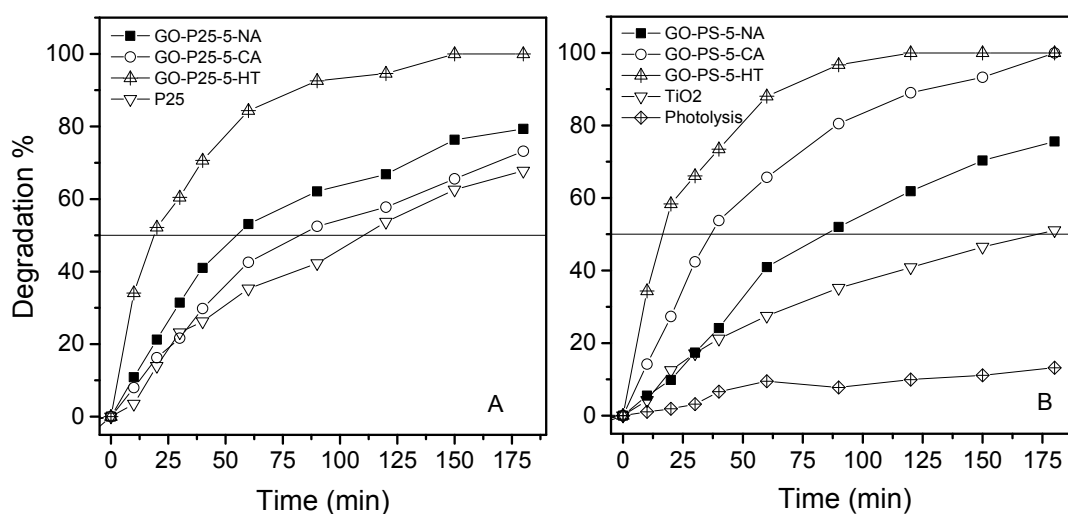 GO-P25-5-NA
GO-P25-5-CA
GO-P25-5-HT
P25
100
80
60
40
20
0
Degradation %
A
0 25 50 75 100 125 150 175
Time (min)
GO-PS-5-NA
GO-PS-5-CA
GO-PS-5-HT
TiO2
Photolysis
100
80
60
40
20
0
B
0 25 50 75 100 125 150 175
Time (min)